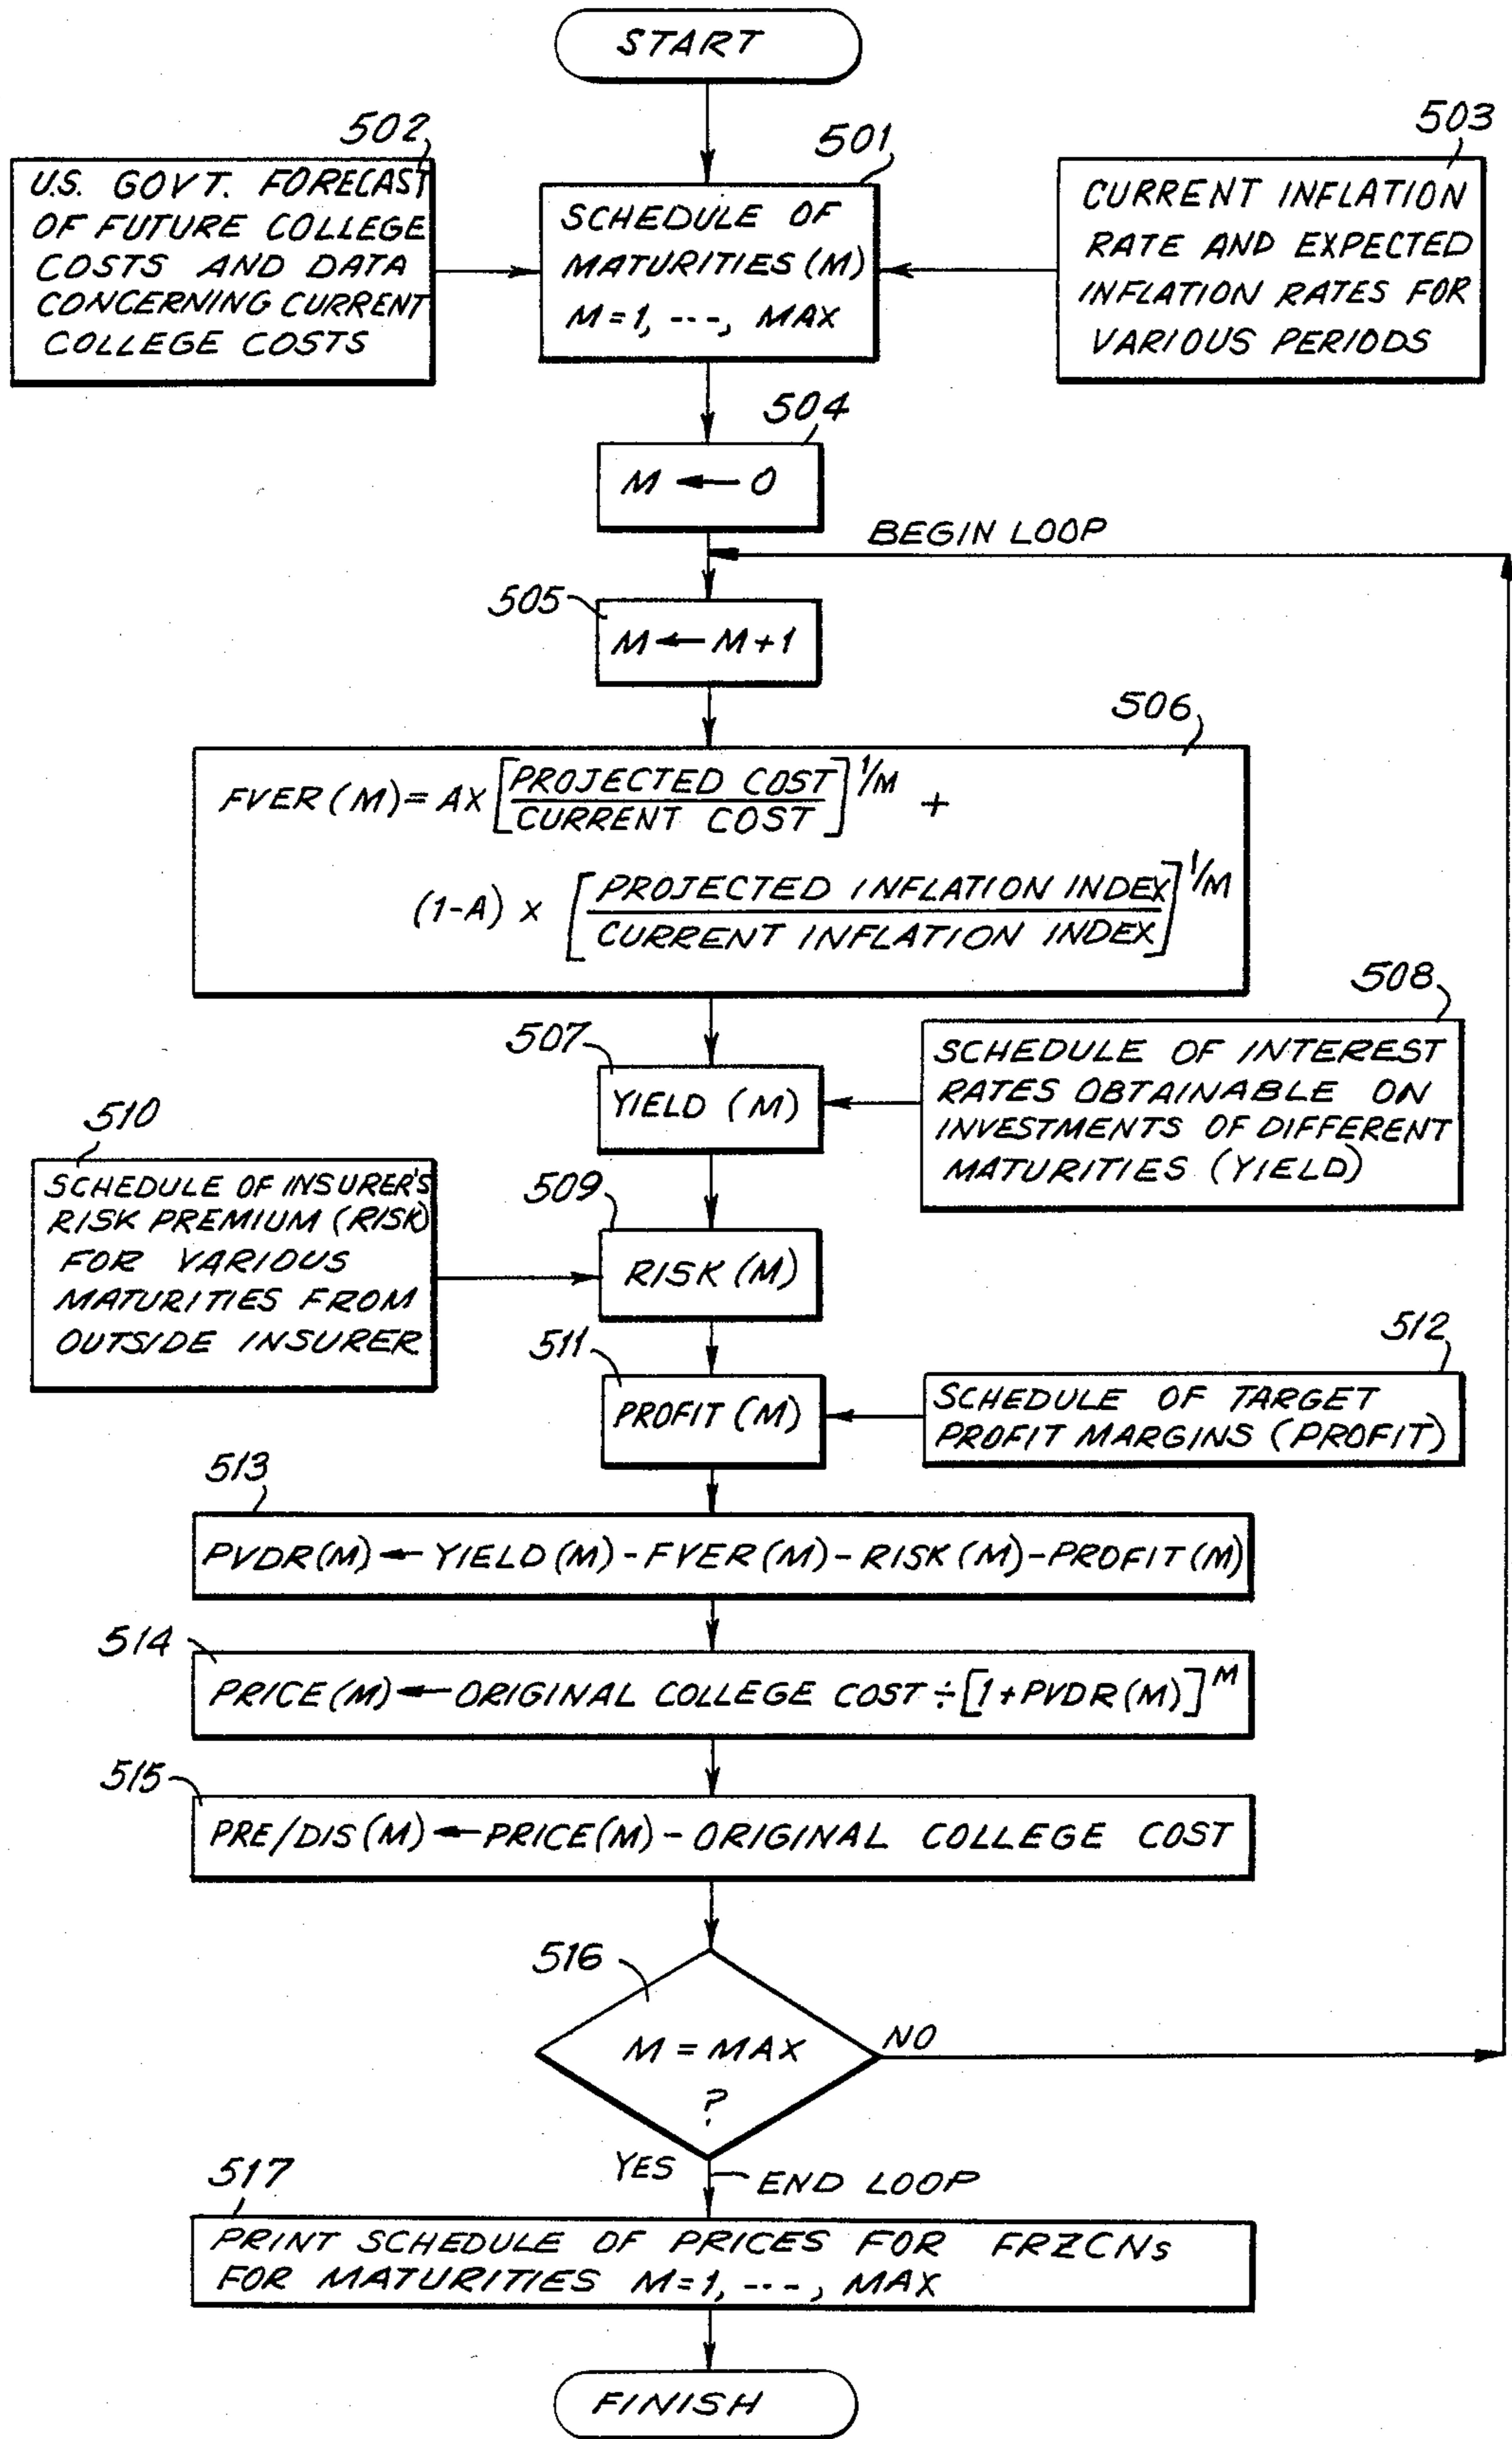 START
502
U.S. GOVT. FORECAST
OF FUTURE COLLEGE
COSTS AND DATA
CONCERNING CURRENT
COLLEGE COSTS
501
SCHEDULE OF
MATURITIES (M)
M=1, ---, MAX
503
CURRENT INFLATION
RATE AND EXPECTED
INFLATION RATES FOR
VARIOUS PERIODS
504
M ← 0
BEGIN LOOP
505
M ← M+1
506
FVER (M) = A X [PROJECTED COST / CURRENT COST]^1/M +
(1-A) X [PROJECTED INFLATION INDEX / CURRENT INFLATION INDEX]^1/M
507
YIELD (M)
508
SCHEDULE OF INTEREST
RATES OBTAINABLE ON
INVESTMENTS OF DIFFERENT
MATURITIES (YIELD)
509
RISK (M)
510
SCHEDULE OF INSURER'S
RISK PREMIUM (RISK)
FOR VARIOUS
MATURITIES FROM
OUTSIDE INSURER
511
PROFIT (M)
512
SCHEDULE OF TARGET
PROFIT MARGINS (PROFIT)
513
PVDR(M) ← YIELD (M) - FVER (M) - RISK (M) - PROFIT (M)
514
PRICE (M) ← ORIGINAL COLLEGE COST ÷ [1+PVDR (M)]^M
515
PRE/DIS (M) ← PRICE (M) - ORIGINAL COLLEGE COST
516
M = MAX
?
NO
YES
END LOOP
517
PRINT SCHEDULE OF PRICES FOR FRZCNs
FOR MATURITIES M=1, ---, MAX
FINISH